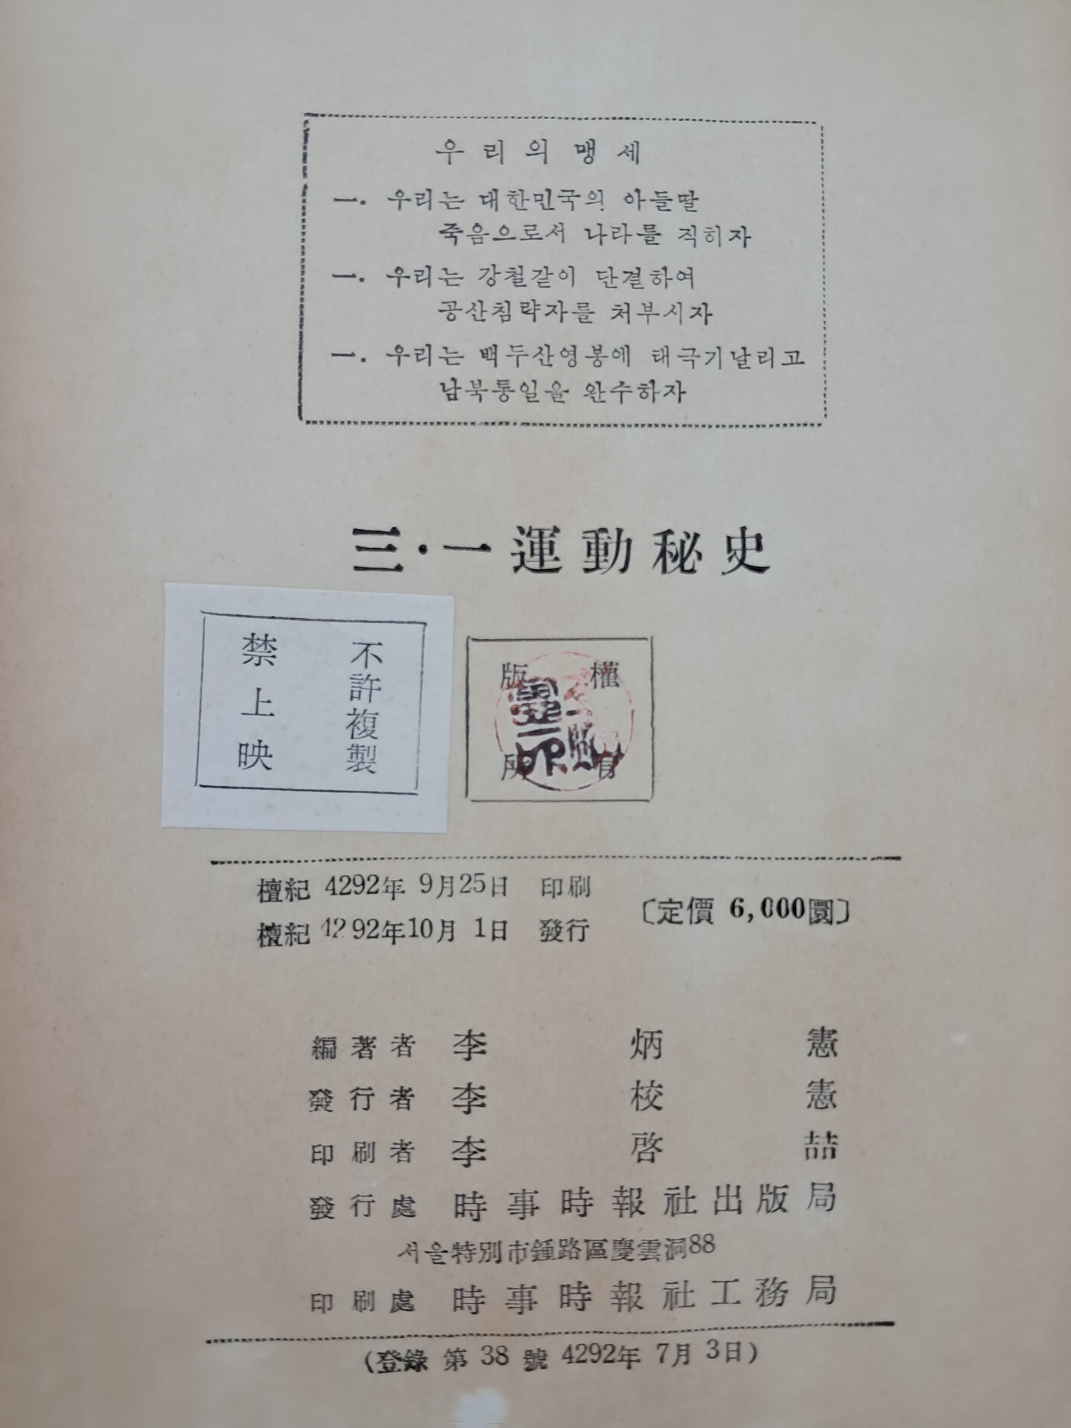 우리의 맹세
一. 우리는 대한민국의 아들딸
죽음으로서 나라를 직히자
一. 우리는 강철같이 단결하여
공산침략자를 처부시자
一. 우리는 백두산영봉에 태극기날리고
남북통일을 완수하자
三·一運動秘史
不許複製
禁上映
權有
版所
檀紀 4292年 9月25日 印刷
檀紀 4292年10月 1日 發行
〔定價 6,000圜〕
編著者 李炳憲
發行者 李校憲
印刷者 李啓喆
發行處 時事時報社出版局
서울特別市鍾路區慶雲洞88
印刷處 時事時報社工務局
(登錄 第 38 號 4292年 7月 3日)